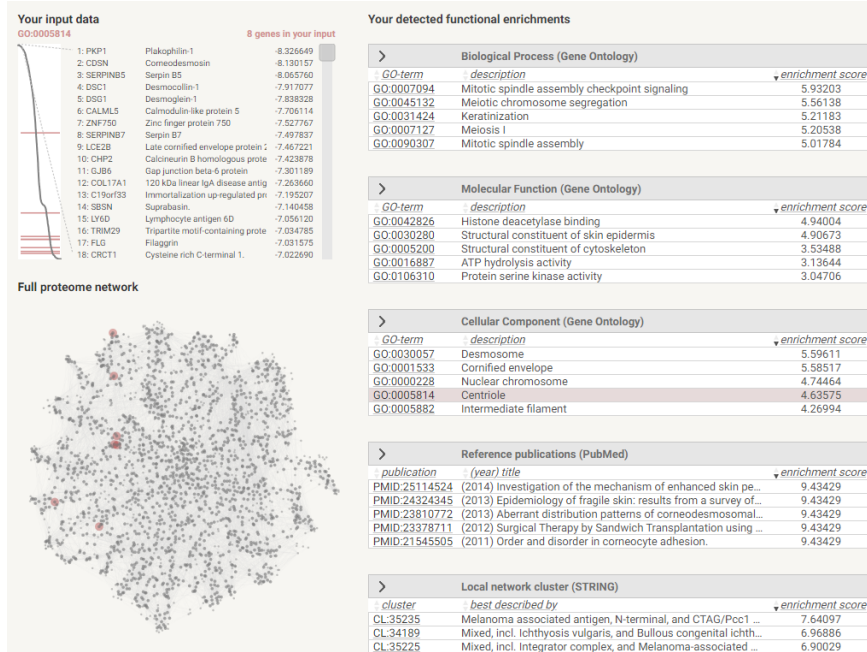 Your input data
GO:0005814 8 genes in your input
1: PKP1 Plakophilin-1 -8.326649
2: CDSN Corneodesmosin -8.130157
3: SERPINB5 Serpin B5 -8.065760
4: DSC1 Desmocollin-1 -7.917077
5: DSG1 Desmoglein-1 -7.838328
6: CALML5 Calmodulin-like protein 5 -7.706114
7: ZNF750 Zinc finger protein 750 -7.527767
8: SERPINB7 Serpin B7 -7.497837
9: LCE2B Late cornified envelope protein 2 -7.467221
10: CHP2 Calcineurin B homologous prote -7.423878
11: GJB6 Gap junction beta-6 protein -7.301189
12: COL17A1 120 kDa linear IgA disease antig -7.263660
13: C19orf33 Immortalization up-regulated pr -7.195207
14: SBSN Suprabasin. -7.140458
15: LY6D Lymphocyte antigen 6D -7.056120
16: TRIM29 Tripartite motif-containing prote -7.034785
17: FLG Filaggrin -7.031575
18: CRCT1 Cysteine rich C-terminal 1. -7.022690
Full proteome network
Your detected functional enrichments
Biological Process (Gene Ontology)
GO-term description enrichment score
GO:0007094 Mitotic spindle assembly checkpoint signaling 5.93203
GO:0045132 Meiotic chromosome segregation 5.56138
GO:0031424 Keratinization 5.21183
GO:0007127 Meiosis I 5.20538
GO:0090307 Mitotic spindle assembly 5.01784
Molecular Function (Gene Ontology)
GO-term description enrichment score
GO:0042826 Histone deacetylase binding 4.94004
GO:0030280 Structural constituent of skin epidermis 4.90673
GO:0005200 Structural constituent of cytoskeleton 3.53488
GO:0016887 ATP hydrolysis activity 3.13644
GO:0106310 Protein serine kinase activity 3.04706
Cellular Component (Gene Ontology)
GO-term description enrichment score
GO:0030057 Desmosome 5.59611
GO:0001533 Cornified envelope 5.58517
GO:0000228 Nuclear chromosome 4.74464
GO:0005814 Centriole 4.63575
GO:0005882 Intermediate filament 4.26994
Reference publications (PubMed)
publication (year) title enrichment score
PMID:25114524 (2014) Investigation of the mechanism of enhanced skin pe... 9.43429
PMID:24324345 (2013) Epidemiology of fragile skin: results from a survey of... 9.43429
PMID:23810772 (2013) Aberrant distribution patterns of corneodesmosomal... 9.43429
PMID:23378711 (2012) Surgical Therapy by Sandwich Transplantation using ... 9.43429
PMID:21545505 (2011) Order and disorder in corneocyte adhesion. 9.43429
Local network cluster (STRING)
cluster best described by enrichment score
CL:35235 Melanoma associated antigen, N-terminal, and CTAG/Pcc1 ... 7.64097
CL:34189 Mixed, incl. Ichthyosis vulgaris, and Bullous congenital ichth... 6.96886
CL:35225 Mixed, incl. Integrator complex, and Melanoma-associated ... 6.90029